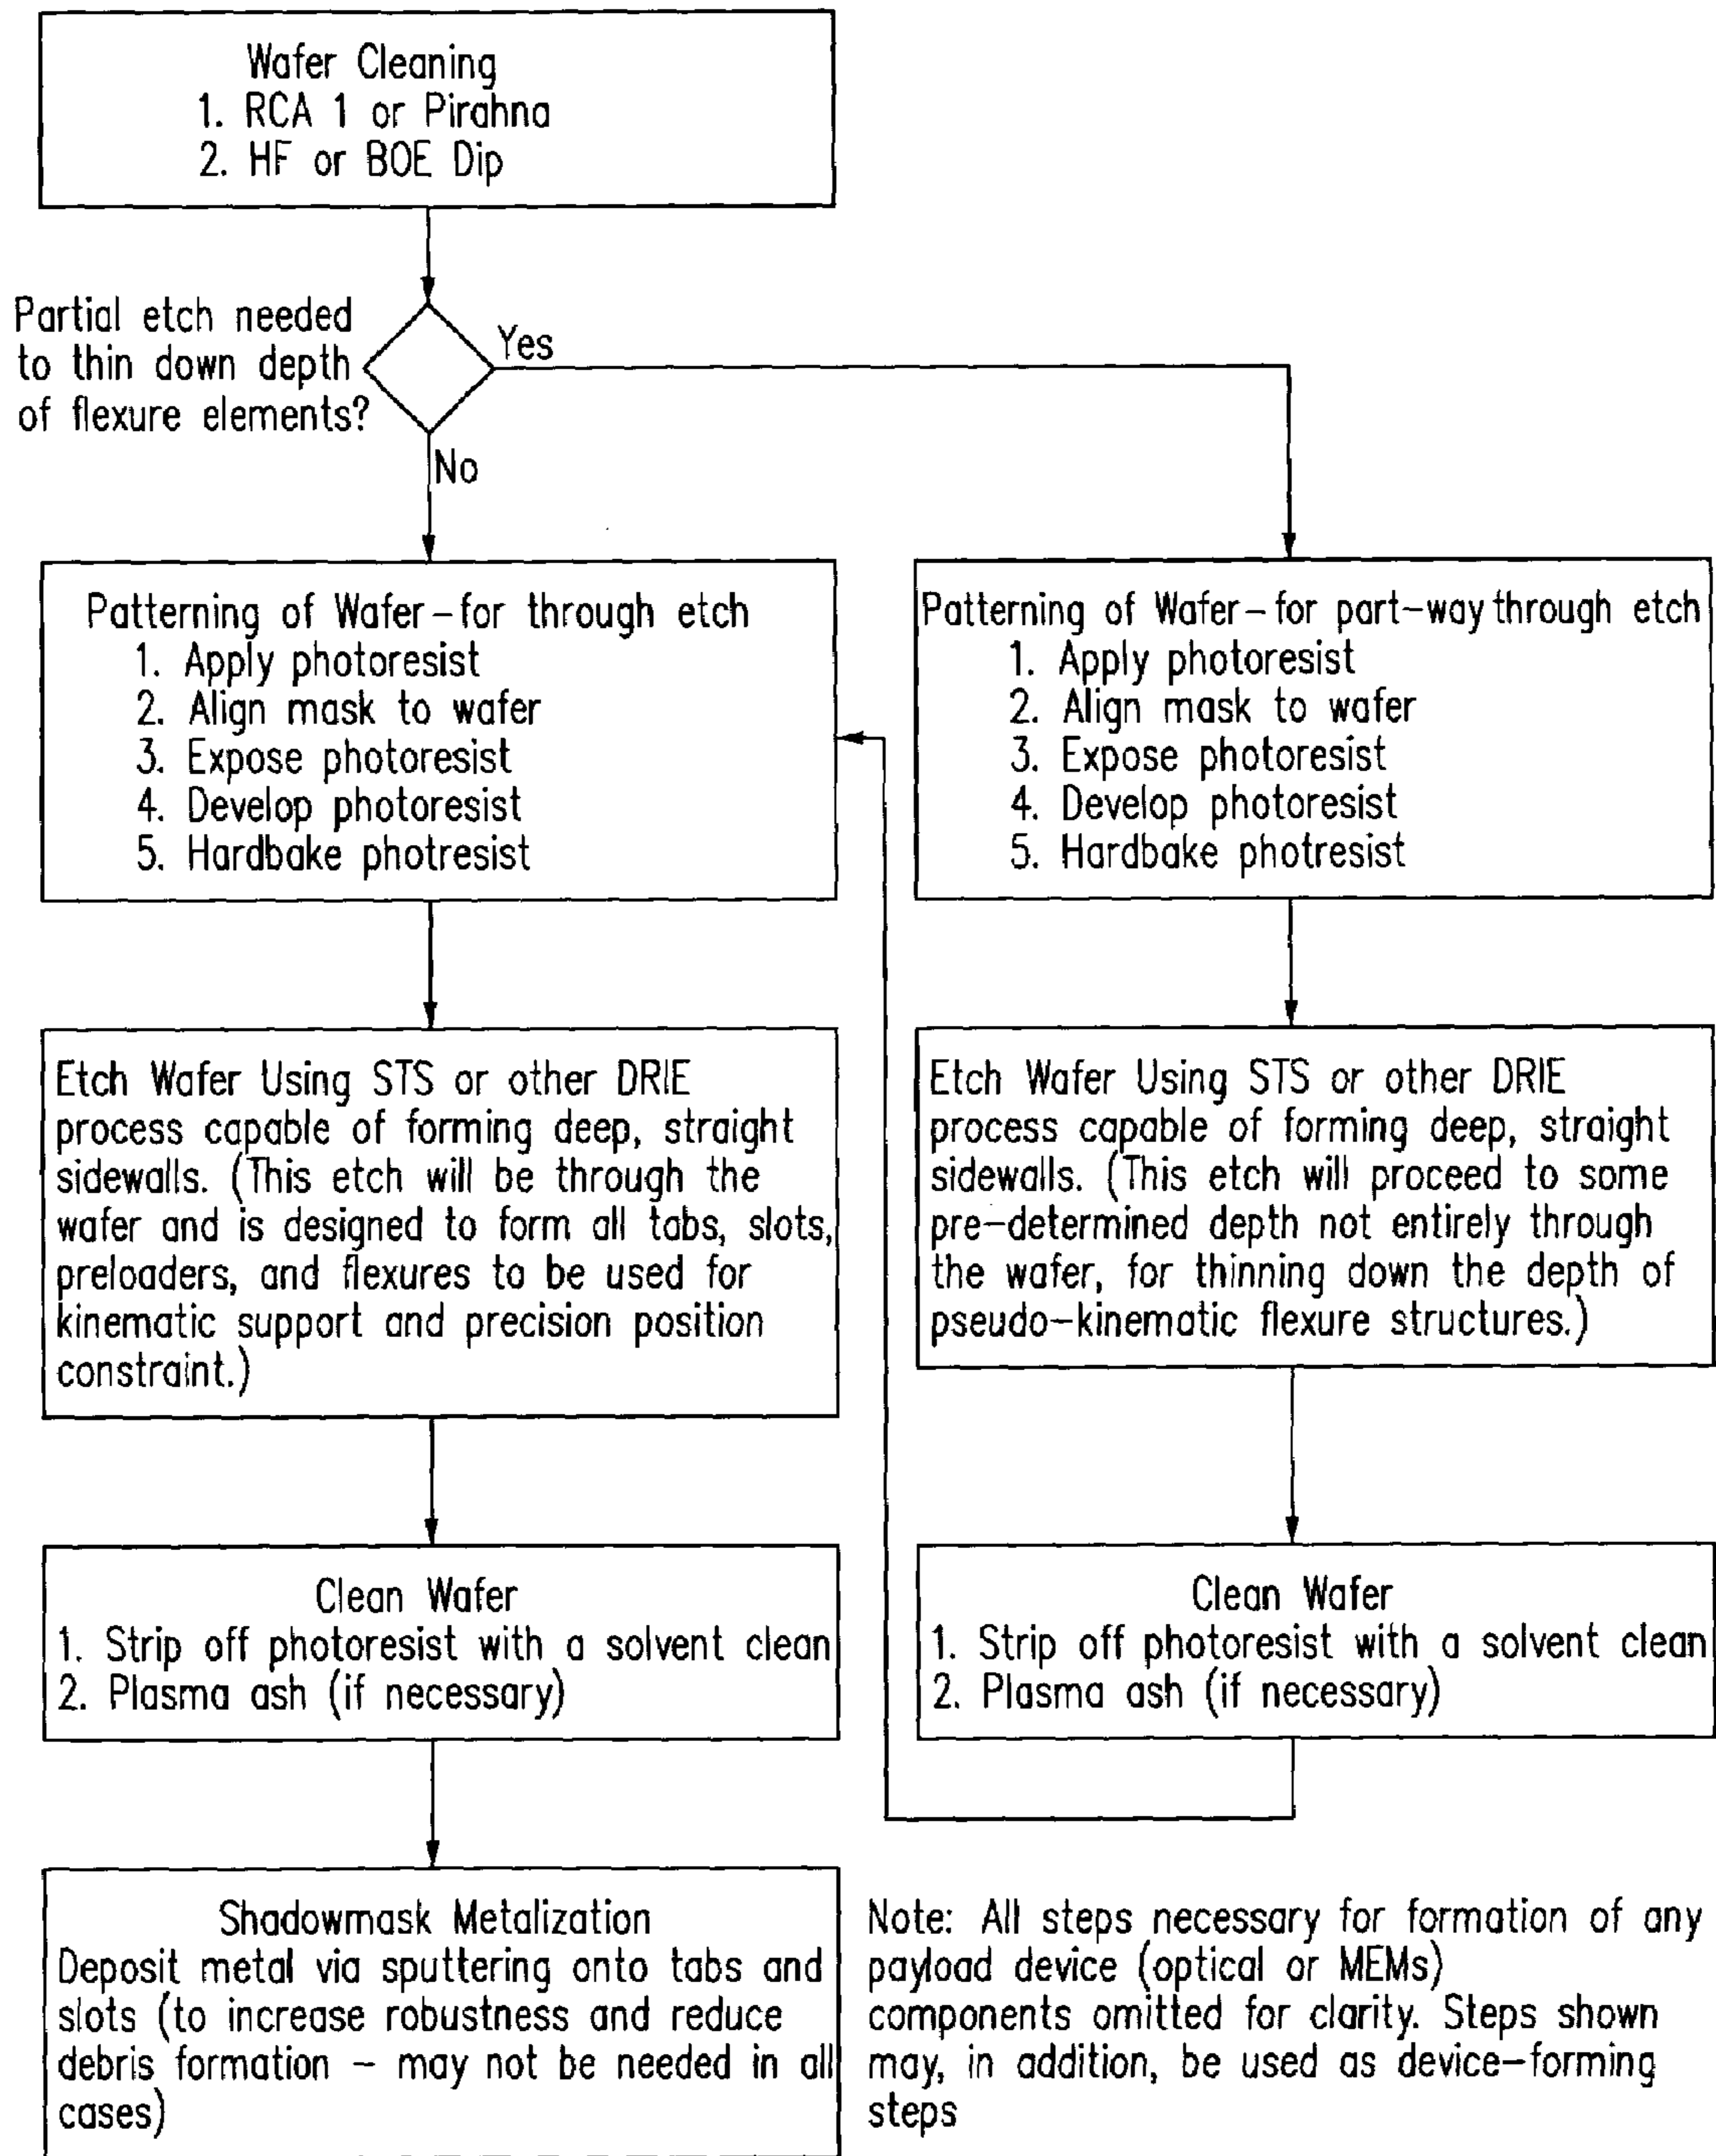 Wafer Cleaning
1. RCA 1 or Pirahna
2. HF or BOE Dip
Partial etch needed
to thin down depth
of flexure elements?
Yes
No
Patterning of Wafer–for through etch
1. Apply photoresist
2. Align mask to wafer
3. Expose photoresist
4. Develop photoresist
5. Hardbake photresist
Patterning of Wafer–for part-way through etch
1. Apply photoresist
2. Align mask to wafer
3. Expose photoresist
4. Develop photoresist
5. Hardbake photresist
Etch Wafer Using STS or other DRIE
process capable of forming deep, straight
sidewalls. (This etch will be through the
wafer and is designed to form all tabs, slots,
preloaders, and flexures to be used for
kinematic support and precision position
constraint.)
Etch Wafer Using STS or other DRIE
process capable of forming deep, straight
sidewalls. (This etch will proceed to some
pre-determined depth not entirely through
the wafer, for thinning down the depth of
pseudo-kinematic flexure structures.)
Clean Wafer
1. Strip off photoresist with a solvent clean
2. Plasma ash (if necessary)
Clean Wafer
1. Strip off photoresist with a solvent clean
2. Plasma ash (if necessary)
Shadowmask Metalization
Deposit metal via sputtering onto tabs and
slots (to increase robustness and reduce
debris formation – may not be needed in all
cases)
Note: All steps necessary for formation of any
payload device (optical or MEMs)
components omitted for clarity. Steps shown
may, in addition, be used as device-forming
steps